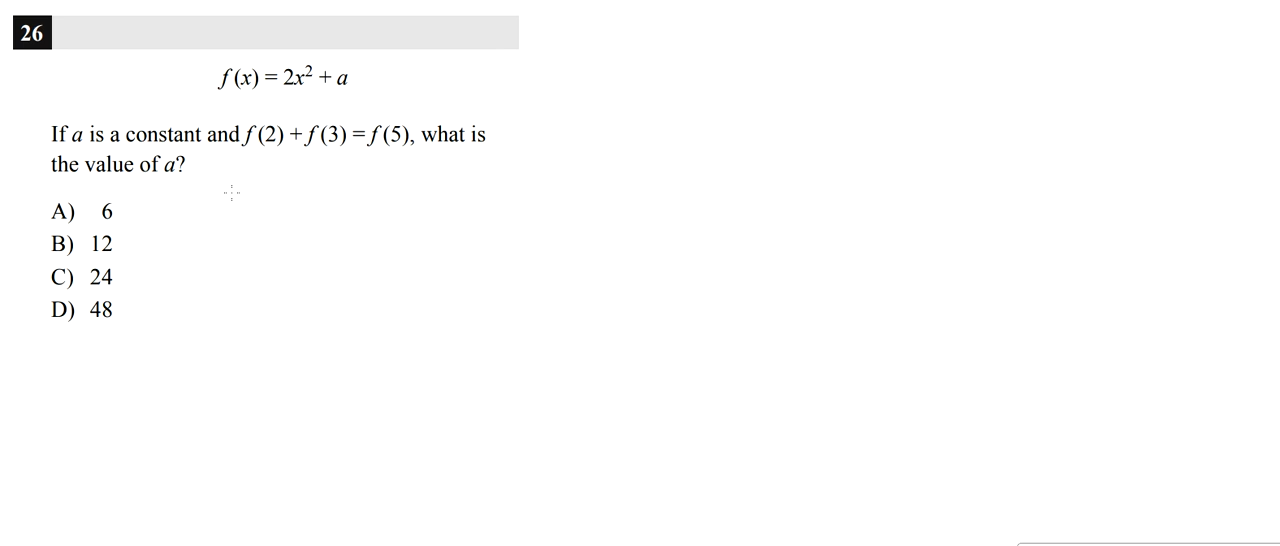 26
f(x) = 2x² + a
If a is a constant and f(2) + f(3) = f(5), what is
the value of a?
A) 6
B) 12
C) 24
D) 48